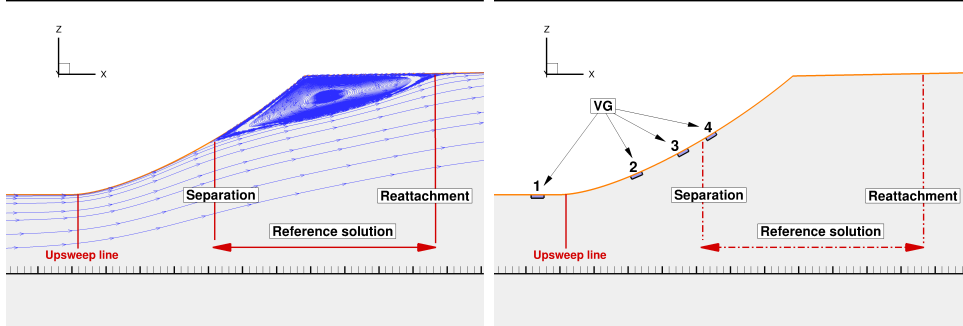 Z
X
Separation
Reattachment
Reference solution
Upsweep line
Z
X
VG
1
2
3
4
Separation
Reattachment
Reference solution
Upsweep line